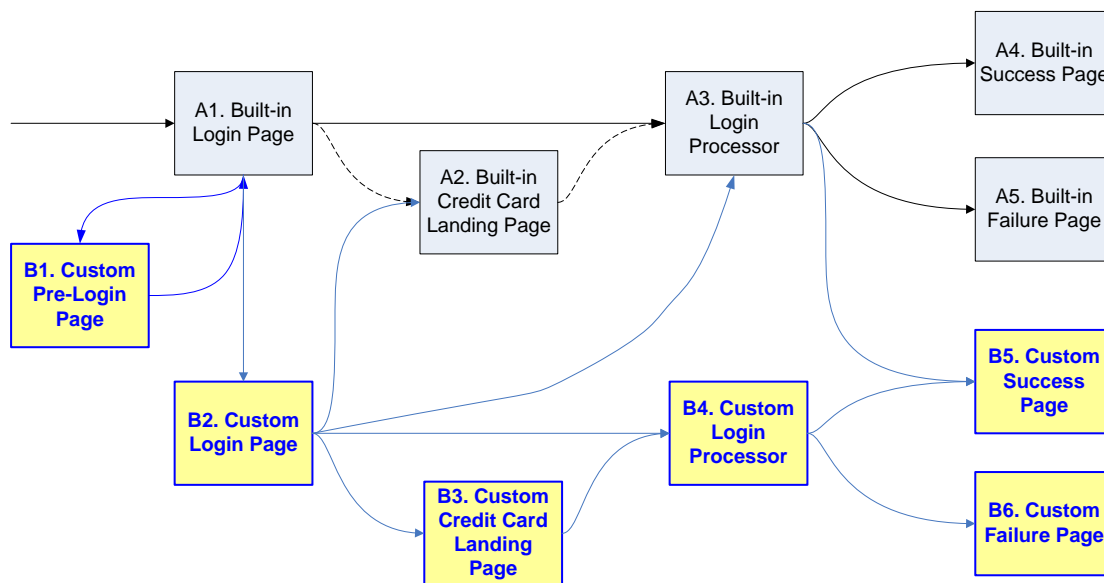 A1. Built-in
Login Page
A2. Built-in
Credit Card
Landing Page
A3. Built-in
Login
Processor
A4. Built-in
Success Page
A5. Built-in
Failure Page
B1. Custom
Pre-Login
Page
B2. Custom
Login Page
B3. Custom
Credit Card
Landing
Page
B4. Custom
Login
Processor
B5. Custom
Success
Page
B6. Custom
Failure Page